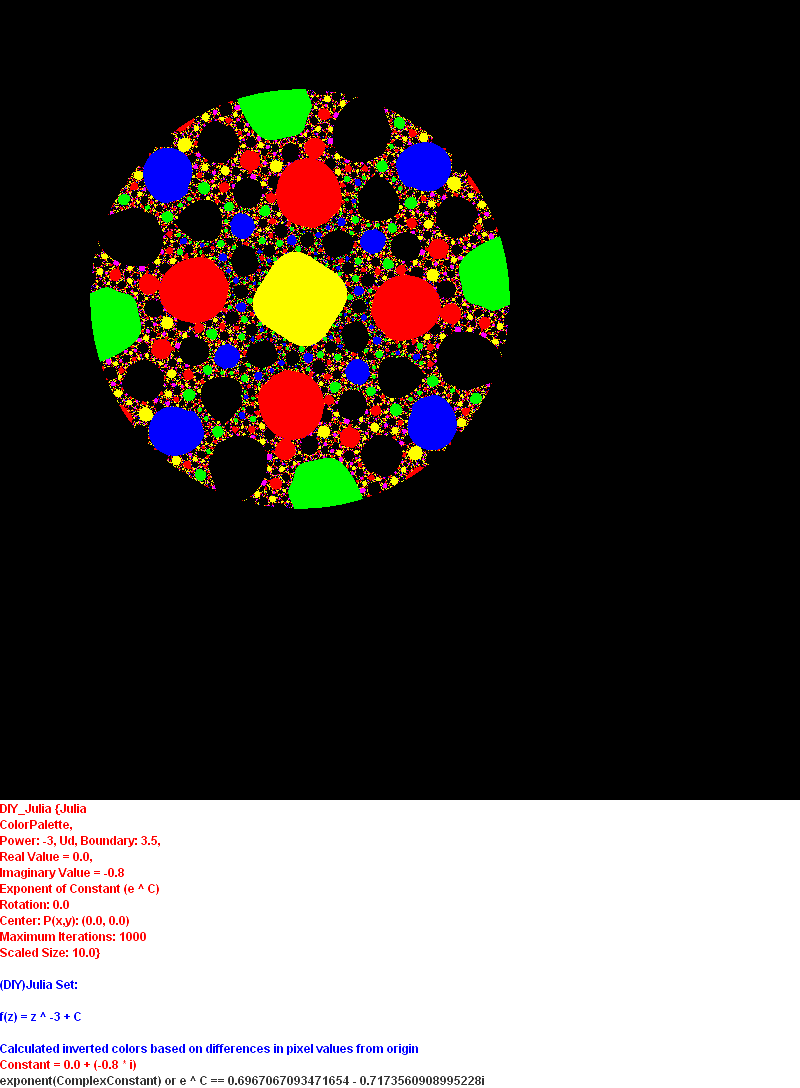 DIY_Julia {Julia
ColorPalette,
Power: -3, Ud, Boundary: 3.5,
Real Value = 0.0,
Imaginary Value = -0.8
Exponent of Constant (e ^ C)
Rotation: 0.0
Center: P(x,y): (0.0, 0.0)
Maximum Iterations: 1000
Scaled Size: 10.0}
(DIY)Julia Set:
f(z) = z ^ -3 + C
Calculated inverted colors based on differences in pixel values from origin
Constant = 0.0 + (-0.8 * i)
exponent(ComplexConstant) or e ^ C == 0.6967067093471654 - 0.7173560908995228i